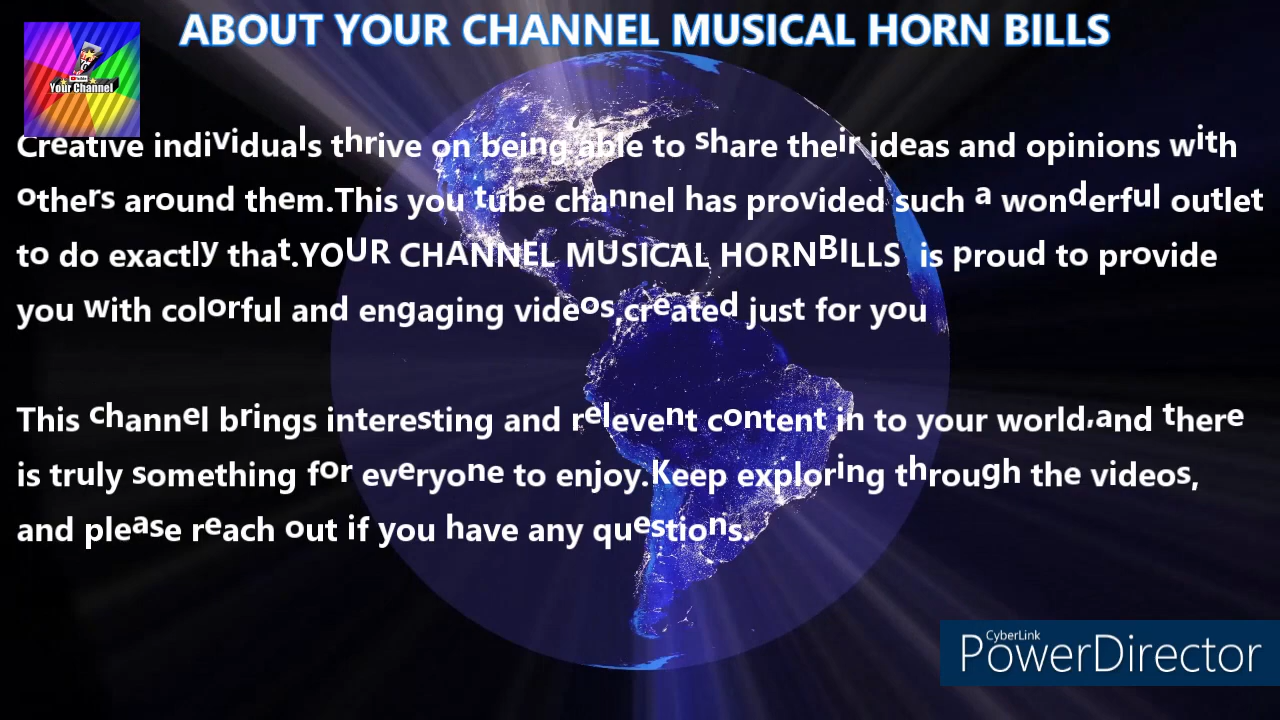 ABOUT YOUR CHANNEL MUSICAL HORN BILLS
YouTube
Your Channel
Creative individuals thrive on being able to share their ideas and opinions with
others around them.This you tube channel has provided such a wonderful outlet
to do exactly that.YOUR CHANNEL MUSICAL HORNBILLS is proud to provide
you with colorful and engaging videos,created just for you
This channel brings interesting and relevent content in to your world,and there
is truly something for everyone to enjoy.Keep exploring through the videos,
and please reach out if you have any questions.
CyberLink
PowerDirector